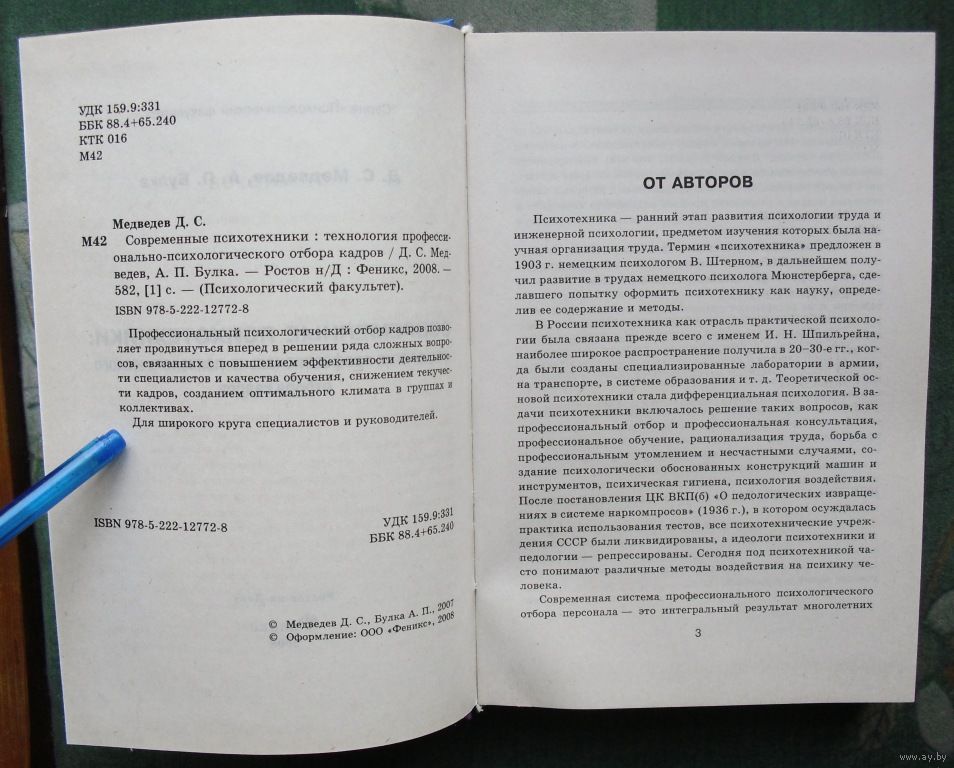 УДК 159.9:331
ББК 88.4+65.240
КТК 016
М42
Медведев Д. С.
М42 Современные психотехники : технология професси-
онально-психологического отбора кадров / Д. С. Мед-
ведев, А. П. Булка. — Ростов н/Д : Феникс, 2008. —
582, [1] с. — (Психологический факультет).
ISBN 978-5-222-12772-8
Профессиональный психологический отбор кадров позво-
ляет продвинуться вперед в решении ряда сложных вопро-
сов, связанных с повышением эффективности деятельнос-
ти специалистов и качества обучения, снижением текучес-
ти кадров, созданием оптимального климата в группах и
коллективах.
Для широкого круга специалистов и руководителей.
ISBN 978-5-222-12772-8
УДК 159.9:331
ББК 88.4+65.240
© Медведев Д. С., Булка А. П., 2007
© Оформление: ООО «Феникс», 2008
ОТ АВТОРОВ
Психотехника — ранний этап развития психологии труда и
инженерной психологии, предметом изучения которых была на-
учная организация труда. Термин «психотехника» предложен в
1903 г. немецким психологом В. Штерном, в дальнейшем полу-
чил развитие в трудах немецкого психолога Мюнстерберга, сде-
лавшего попытку оформить психотехнику как науку, опреде-
лив ее содержание и методы.
В России психотехника как отрасль практической психоло-
гии была связана прежде всего с именем И. Н. Шпильрейна,
наиболее широкое распространение получила в 20–30-е гг., ког-
да были созданы специализированные лаборатории в армии,
на транспорте, в системе образования и т. д. Теоретической ос-
новой психотехники стала дифференциальная психология. В за-
дачи психотехники включалось решение таких вопросов, как
профессиональный отбор и профессиональная консультация,
профессиональное обучение, рационализация труда, борьба с
профессиональным утомлением и несчастными случаями, со-
здание психологически обоснованных конструкций машин и
инструментов, психическая гигиена, психология воздействия.
После постановления ЦК ВКП(б) «О педологических извраще-
ниях в системе наркомпросов» (1936 г.), в котором осуждалась
практика использования тестов, все психотехнические учреж-
дения СССР были ликвидированы, а идеологи психотехники и
педологии — репрессированы. Сегодня под психотехникой ча-
сто понимают различные методы воздействия на психику че-
ловека.
Современная система профессионального психологического
отбора персонала — это интегральный результат многолетних
3
www.ay.by